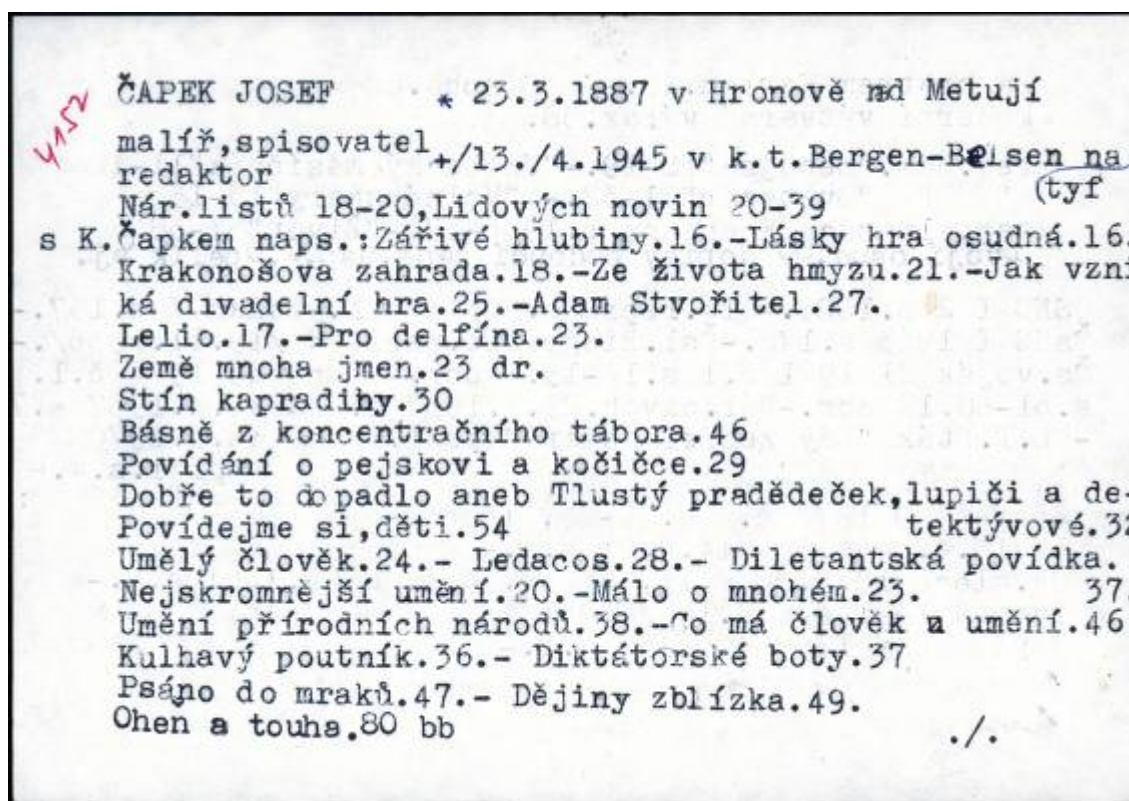 4152
ČAPEK JOSEF * 23.3.1887 v Hronově nad Metují
malíř,spisovatel +/13./4.1945 v k.t.Bergen-Belsen na
redaktor (tyf
Nár.listů 18-20,Lidových novin 20-39
s K.Čapkem naps.:Zářivé hlubiny.16.-Lásky hra osudná.16.
Krakonošova zahrada.18.-Ze života hmyzu.21.-Jak vzni
ká divadelní hra.25.-Adam Stvořitel.27.
Lelio.17.-Pro delfína.23.
Země mnoha jmen.23 dr.
Stín kapradiny.30
Básně z koncentračního tábora.46
Povídání o pejskovi a kočičce.29
Dobře to dopadlo aneb Tlustý pradědeček,lupiči a de-
Povídejme si,děti.54 tektývové.32
Umělý člověk.24.- Ledacos.28.- Diletantská povídka.
Nejskromnější umění.20.-Málo o mnohém.23. 37.
Umění přírodních národů.38.-Co má člověk z umění.46
Kulhavý poutník.36.- Diktátorské boty.37
Psáno do mraků.47.- Dějiny zblízka.49.
Ohen a touha.80 bb ./.